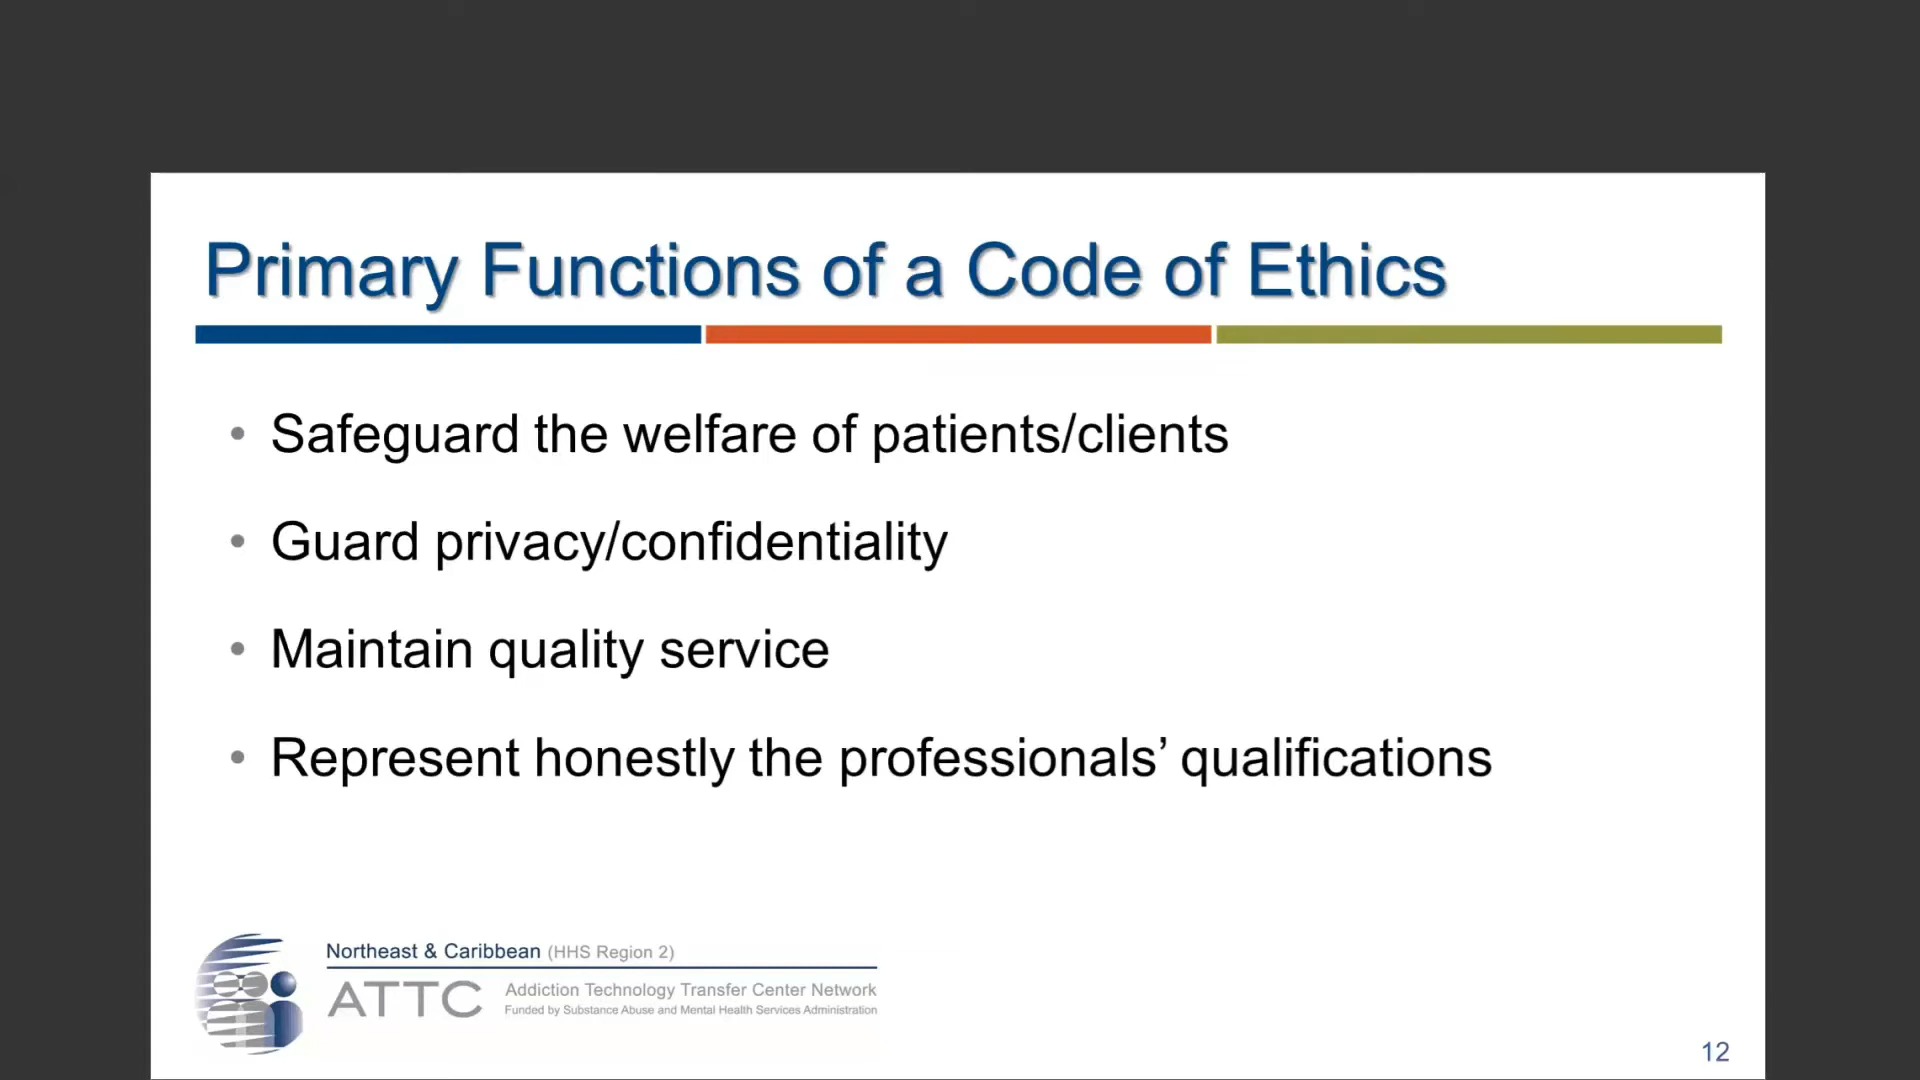 Primary Functions of a Code of Ethics
• Safeguard the welfare of patients/clients
• Guard privacy/confidentiality
• Maintain quality service
• Represent honestly the professionals’ qualifications
Northeast & Caribbean (HHS Region 2)
ATTC
Addiction Technology Transfer Center Network
Funded by Substance Abuse and Mental Health Services Administration
12